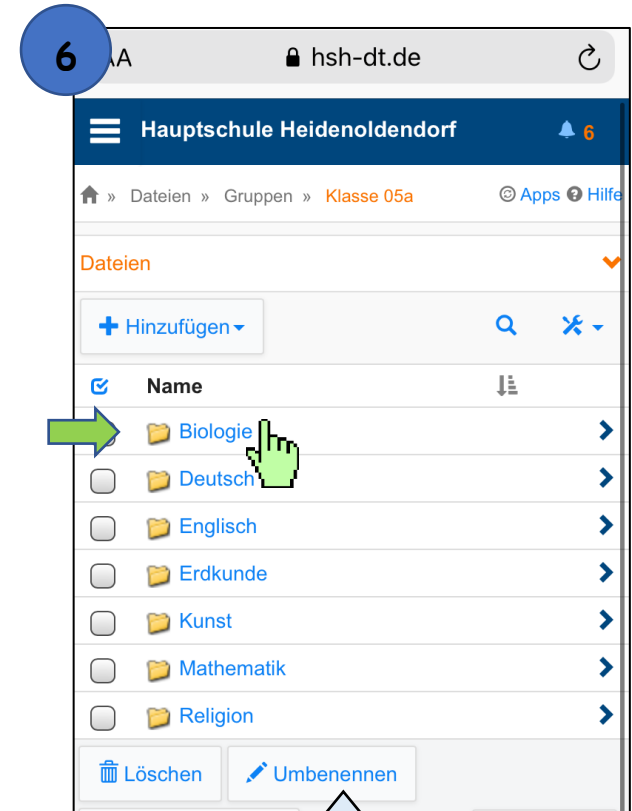 6 AA hsh-dt.de
Hauptschule Heidenoldendorf 6
» Dateien » Gruppen » Klasse 05a Apps Hilfe
Dateien
Hinzufügen
Name
Biologie
Deutsch
Englisch
Erdkunde
Kunst
Mathematik
Religion
Löschen Umbenennen